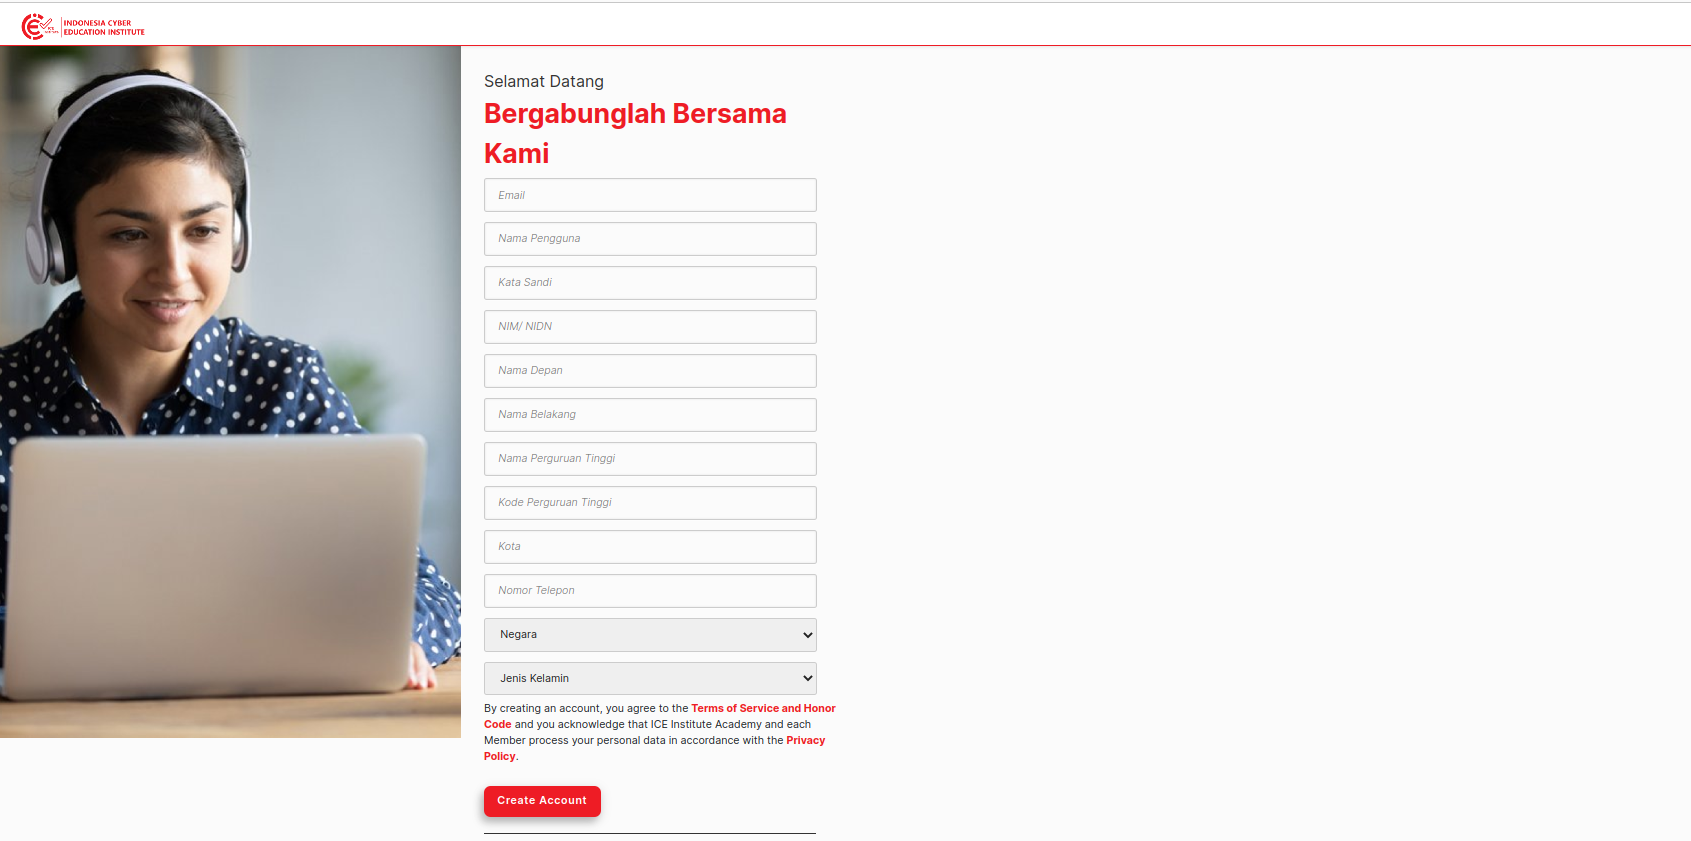 INDONESIA CYBER
EDUCATION INSTITUTE
Selamat Datang
Bergabunglah Bersama
Kami
Email
Nama Pengguna
Kata Sandi
NIM/ NIDN
Nama Depan
Nama Belakang
Nama Perguruan Tinggi
Kode Perguruan Tinggi
Kota
Nomor Telepon
Negara
Jenis Kelamin
By creating an account, you agree to the Terms of Service and Honor
Code and you acknowledge that ICE Institute Academy and each
Member process your personal data in accordance with the Privacy
Policy.
Create Account